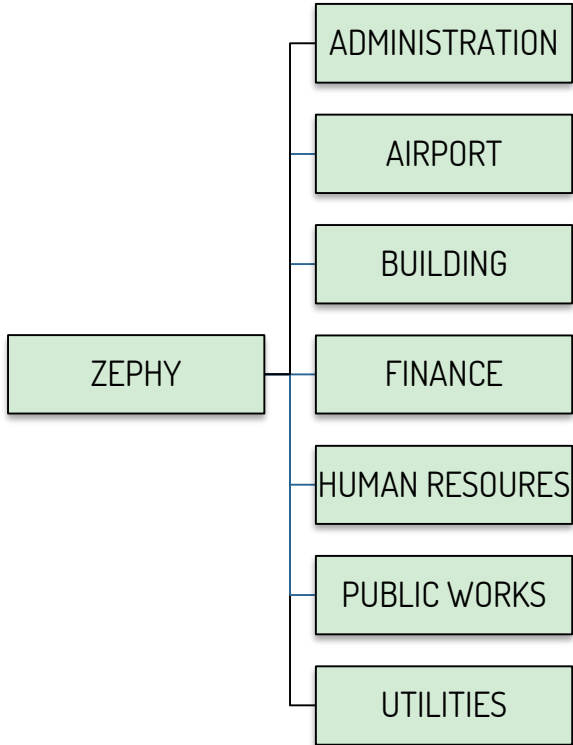 ADMINISTRATION
AIRPORT
BUILDING
ZEPHY
FINANCE
HUMAN RESOURES
PUBLIC WORKS
UTILITIES